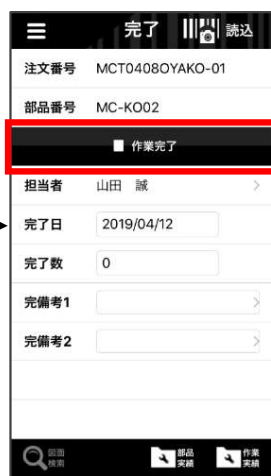 完了 読込
注文番号 MCT0408OYAKO-01
部品番号 MC-KO02
作業完了
担当者 山田 誠
完了日 2019/04/12
完了数 0
完備考1
完備考2
図面
検索
部品
実績
作業
実績